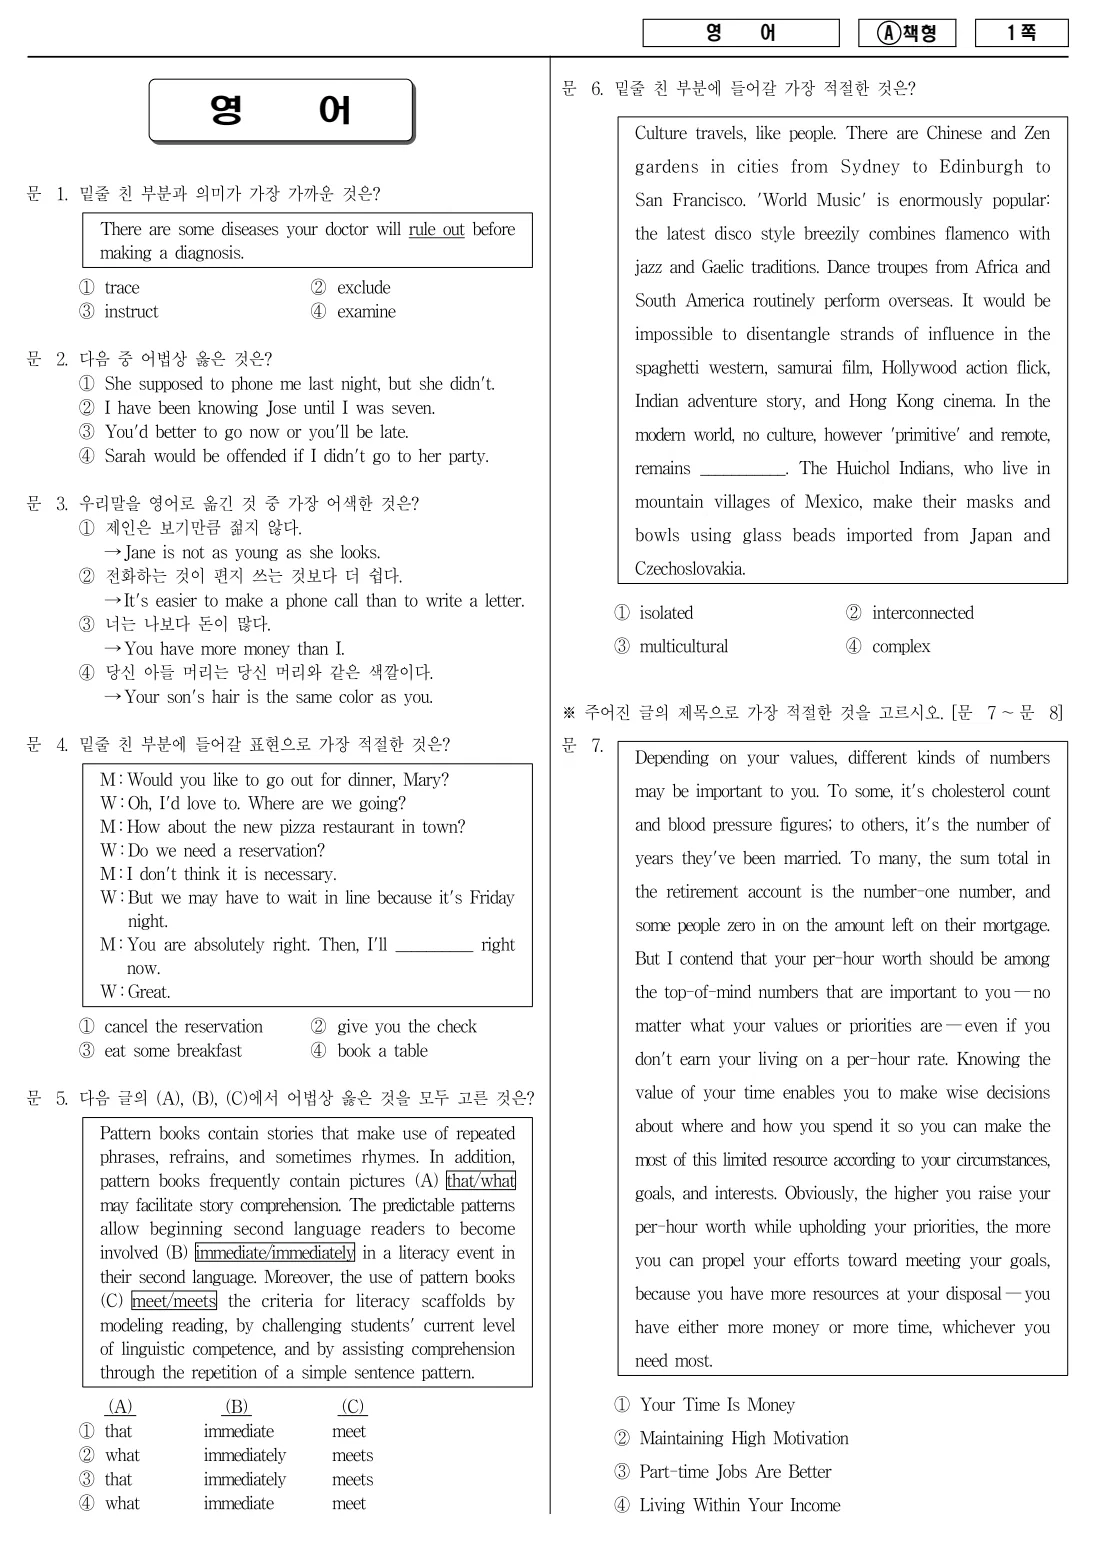 영 어
Ⓐ책형
1쪽
영 어
문 1. 밑줄 친 부분과 의미가 가장 가까운 것은?
There are some diseases your doctor will rule out before
making a diagnosis.
① trace ② exclude
③ instruct ④ examine
문 2. 다음 중 어법상 옳은 것은?
① She supposed to phone me last night, but she didn't.
② I have been knowing Jose until I was seven.
③ You'd better to go now or you'll be late.
④ Sarah would be offended if I didn't go to her party.
문 3. 우리말을 영어로 옮긴 것 중 가장 어색한 것은?
① 제인은 보기만큼 젊지 않다.
→Jane is not as young as she looks.
② 전화하는 것이 편지 쓰는 것보다 더 쉽다.
→It's easier to make a phone call than to write a letter.
③ 너는 나보다 돈이 많다.
→You have more money than I.
④ 당신 아들 머리는 당신 머리와 같은 색깔이다.
→Your son's hair is the same color as you.
문 4. 밑줄 친 부분에 들어갈 표현으로 가장 적절한 것은?
M : Would you like to go out for dinner, Mary?
W : Oh, I'd love to. Where are we going?
M : How about the new pizza restaurant in town?
W : Do we need a reservation?
M : I don't think it is necessary.
W : But we may have to wait in line because it's Friday
night.
M : You are absolutely right. Then, I'll __________ right
now.
W : Great.
① cancel the reservation ② give you the check
③ eat some breakfast ④ book a table
문 5. 다음 글의 (A), (B), (C)에서 어법상 옳은 것을 모두 고른 것은?
Pattern books contain stories that make use of repeated
phrases, refrains, and sometimes rhymes. In addition,
pattern books frequently contain pictures (A) that/what
may facilitate story comprehension. The predictable patterns
allow beginning second language readers to become
involved (B) immediate/immediately in a literacy event in
their second language. Moreover, the use of pattern books
(C) meet/meets the criteria for literacy scaffolds by
modeling reading, by challenging students' current level
of linguistic competence, and by assisting comprehension
through the repetition of a simple sentence pattern.
(A) (B) (C)
① that immediate meet
② what immediately meets
③ that immediately meets
④ what immediate meet
문 6. 밑줄 친 부분에 들어갈 가장 적절한 것은?
Culture travels, like people. There are Chinese and Zen
gardens in cities from Sydney to Edinburgh to
San Francisco. 'World Music' is enormously popular:
the latest disco style breezily combines flamenco with
jazz and Gaelic traditions. Dance troupes from Africa and
South America routinely perform overseas. It would be
impossible to disentangle strands of influence in the
spaghetti western, samurai film, Hollywood action flick,
Indian adventure story, and Hong Kong cinema. In the
modern world, no culture, however 'primitive' and remote,
remains ___________. The Huichol Indians, who live in
mountain villages of Mexico, make their masks and
bowls using glass beads imported from Japan and
Czechoslovakia.
① isolated ② interconnected
③ multicultural ④ complex
※ 주어진 글의 제목으로 가장 적절한 것을 고르시오. [문 7 ~ 문 8]
문 7.
Depending on your values, different kinds of numbers
may be important to you. To some, it's cholesterol count
and blood pressure figures; to others, it's the number of
years they've been married. To many, the sum total in
the retirement account is the number-one number, and
some people zero in on the amount left on their mortgage.
But I contend that your per-hour worth should be among
the top-of-mind numbers that are important to you — no
matter what your values or priorities are — even if you
don't earn your living on a per-hour rate. Knowing the
value of your time enables you to make wise decisions
about where and how you spend it so you can make the
most of this limited resource according to your circumstances,
goals, and interests. Obviously, the higher you raise your
per-hour worth while upholding your priorities, the more
you can propel your efforts toward meeting your goals,
because you have more resources at your disposal — you
have either more money or more time, whichever you
need most.
① Your Time Is Money
② Maintaining High Motivation
③ Part-time Jobs Are Better
④ Living Within Your Income